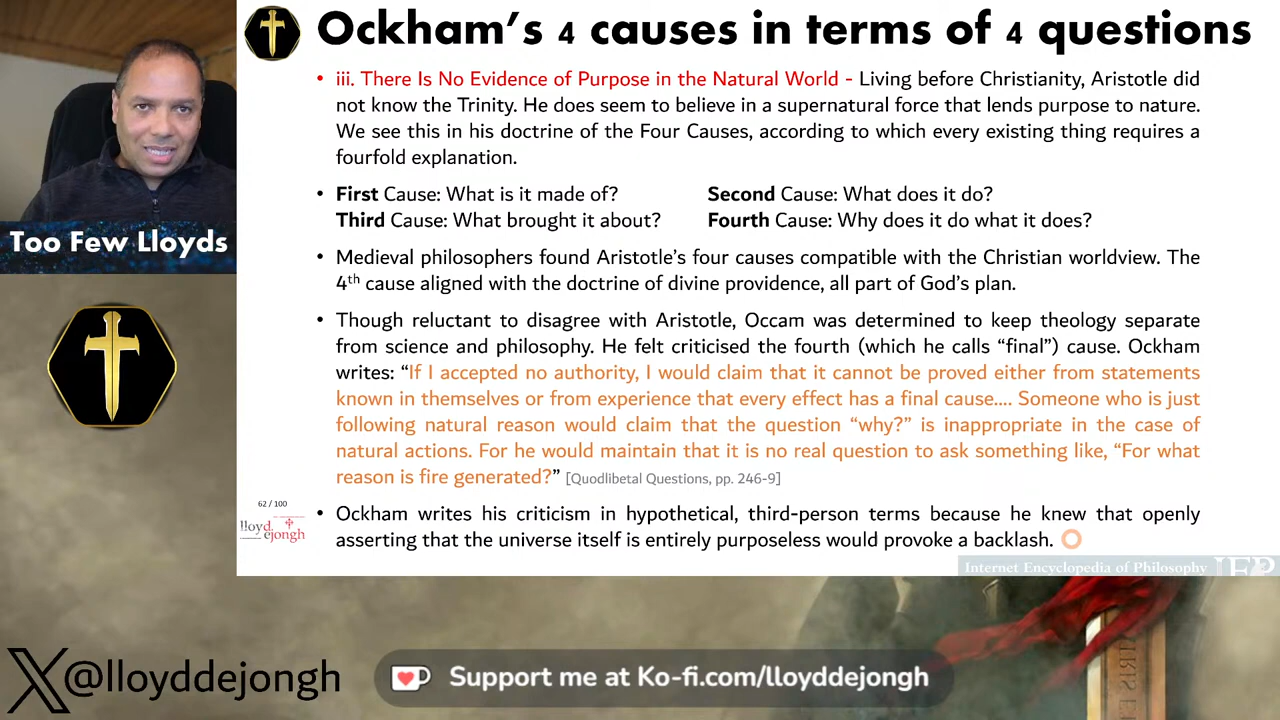 Ockham's 4 causes in terms of 4 questions
• iii. There Is No Evidence of Purpose in the Natural World - Living before Christianity, Aristotle did
not know the Trinity. He does seem to believe in a supernatural force that lends purpose to nature.
We see this in his doctrine of the Four Causes, according to which every existing thing requires a
fourfold explanation.
• First Cause: What is it made of? Second Cause: What does it do?
Third Cause: What brought it about? Fourth Cause: Why does it do what it does?
• Medieval philosophers found Aristotle's four causes compatible with the Christian worldview. The
4th cause aligned with the doctrine of divine providence, all part of God's plan.
• Though reluctant to disagree with Aristotle, Occam was determined to keep theology separate
from science and philosophy. He felt criticised the fourth (which he calls "final") cause. Ockham
writes: "If I accepted no authority, I would claim that it cannot be proved either from statements
known in themselves or from experience that every effect has a final cause.... Someone who is just
following natural reason would claim that the question "why?" is inappropriate in the case of
natural actions. For he would maintain that it is no real question to ask something like, "For what
reason is fire generated?" [Quodlibetal Questions, pp. 246-9]
• Ockham writes his criticism in hypothetical, third-person terms because he knew that openly
asserting that the universe itself is entirely purposeless would provoke a backlash.
Too Few Lloyds
62 / 100
lloyd
dejongh
Internet Encyclopedia of Philosophy IEP
X@lloyddejongh
Support me at Ko-fi.com/lloyddejongh